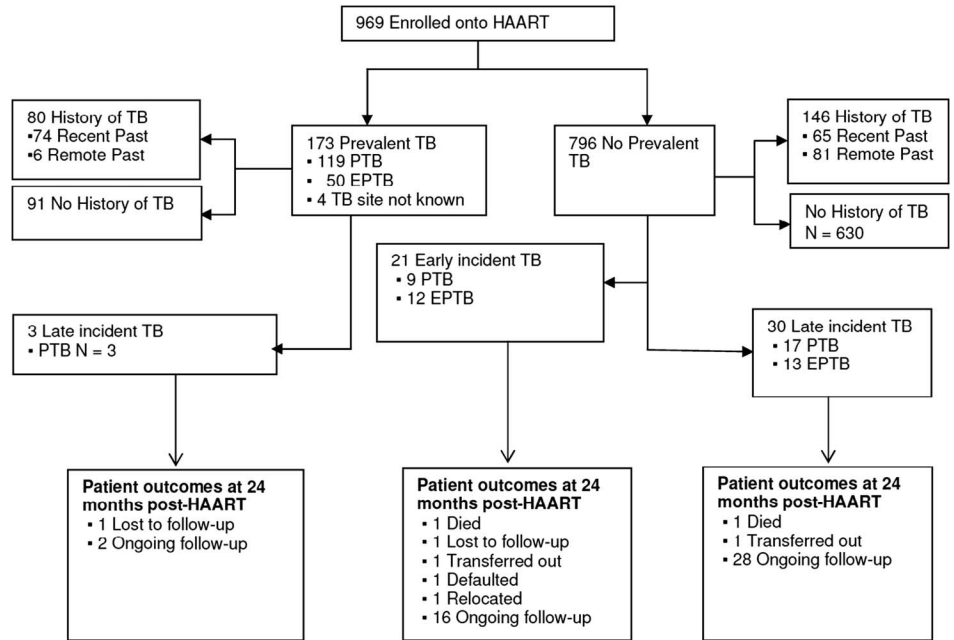 969 Enrolled onto HAART
80 History of TB
▪74 Recent Past
▪6 Remote Past
91 No History of TB
173 Prevalent TB
▪ 119 PTB
▪ 50 EPTB
▪ 4 TB site not known
796 No Prevalent
TB
146 History of TB
▪ 65 Recent Past
▪ 81 Remote Past
No History of TB
N = 630
21 Early incident TB
▪ 9 PTB
▪ 12 EPTB
3 Late incident TB
▪ PTB N = 3
30 Late incident TB
▪ 17 PTB
▪ 13 EPTB
Patient outcomes at 24
months post-HAART
▪ 1 Lost to follow-up
▪ 2 Ongoing follow-up
Patient outcomes at 24
months post-HAART
▪ 1 Died
▪ 1 Lost to follow-up
▪ 1 Transferred out
▪ 1 Defaulted
▪ 1 Relocated
▪ 16 Ongoing follow-up
Patient outcomes at 24
months post-HAART
▪ 1 Died
▪ 1 Transferred out
▪ 28 Ongoing follow-up